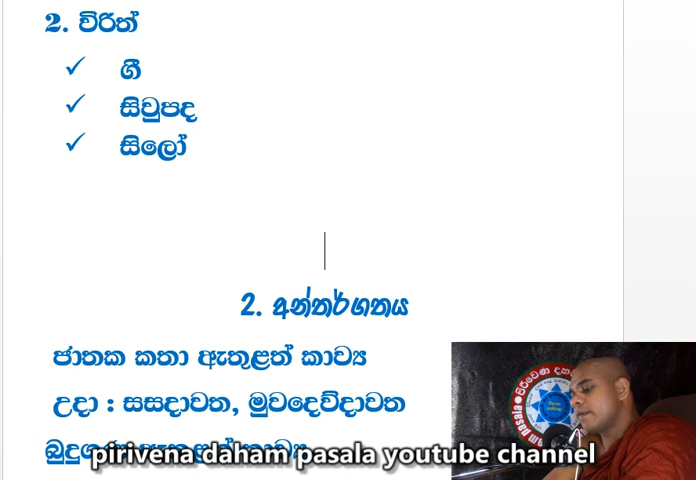 2. විරිත්
✓ ගී
✓ සිවුපද
✓ සිලෝ
2. අන්තර්ගතය
ජාතක කතා ඇතුළත් කාව්‍ය
උදා : සසදාවත, මුවදෙව්දාවත
pirivena daham pasala youtube channel